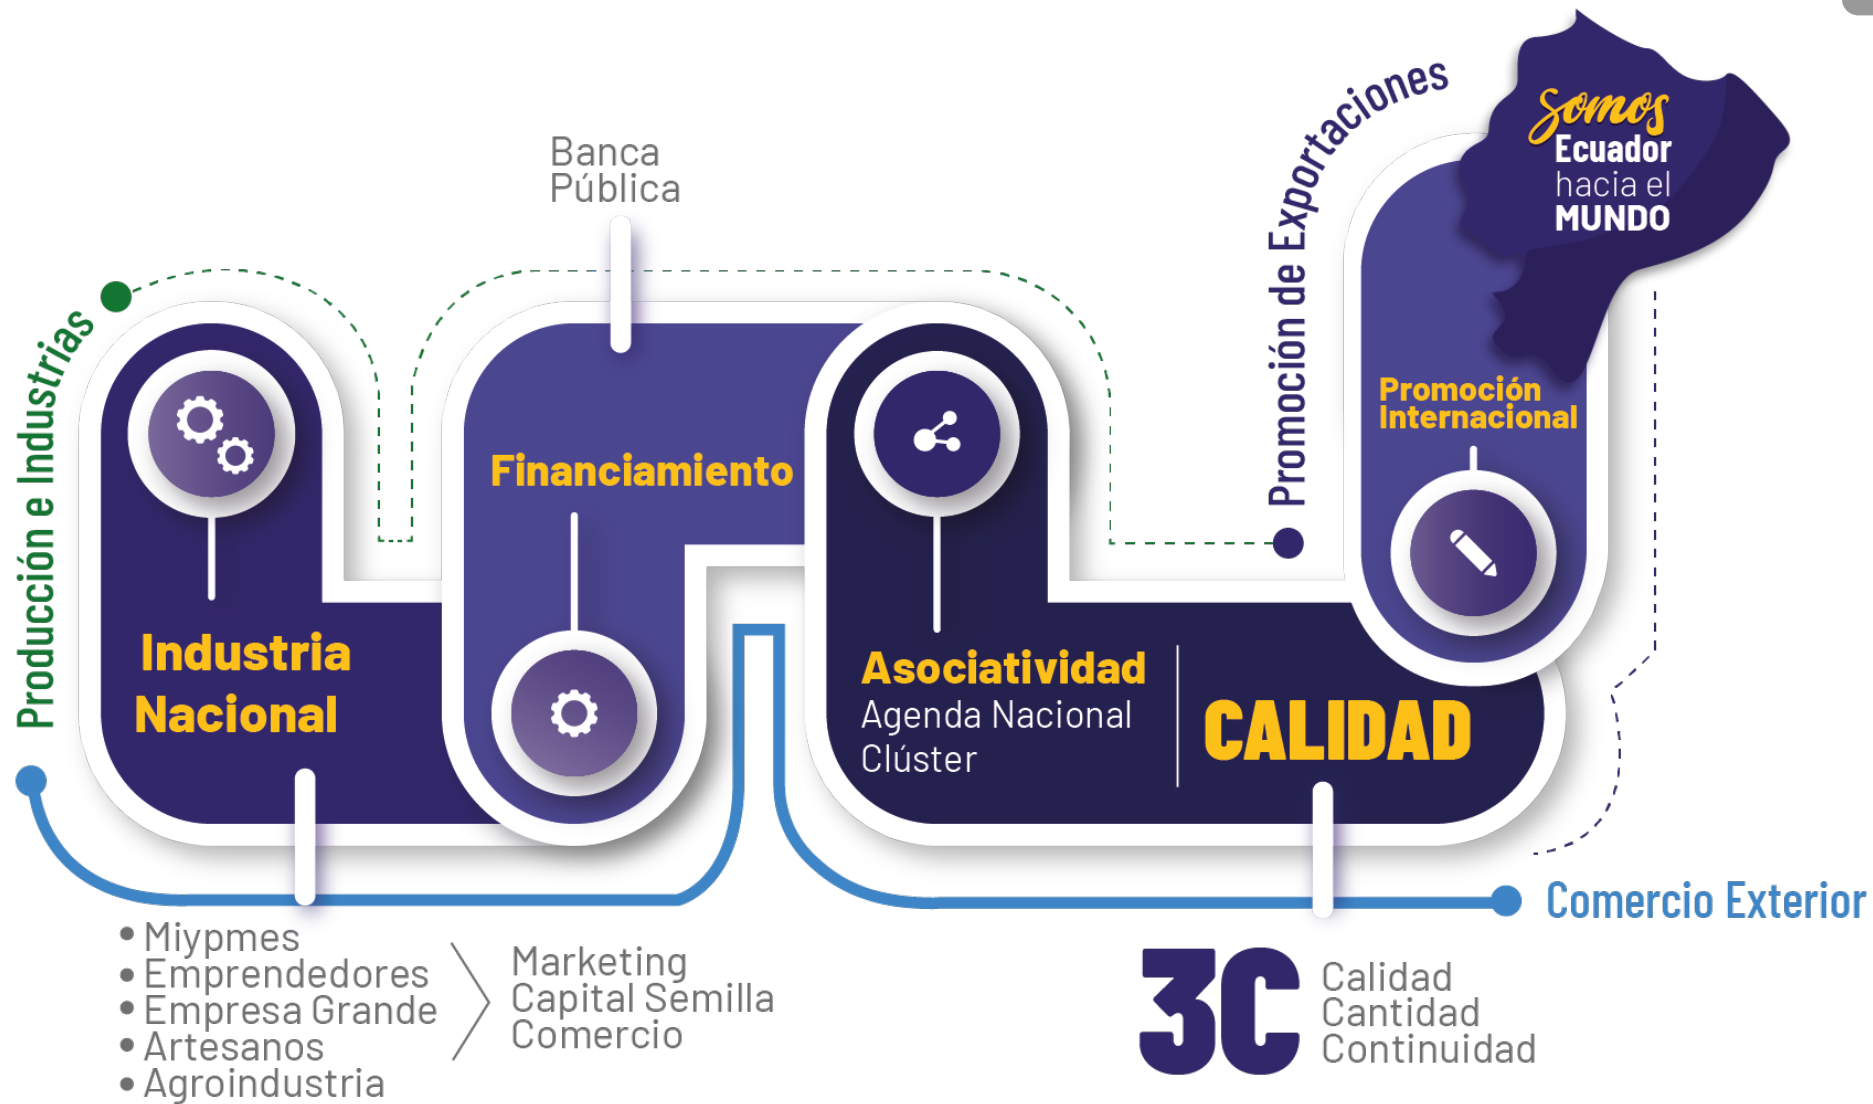 Producción e Industrias
Industria
Nacional
• Miypmes
• Emprendedores
• Empresa Grande
• Artesanos
• Agroindustria
Marketing
Capital Semilla
Comercio
Banca
Pública
Financiamiento
Asociatividad
Agenda Nacional
Clúster
CALIDAD
3C
Calidad
Cantidad
Continuidad
Promoción de Exportaciones
Promoción
Internacional
Somos
Ecuador
hacia el
MUNDO
Comercio Exterior